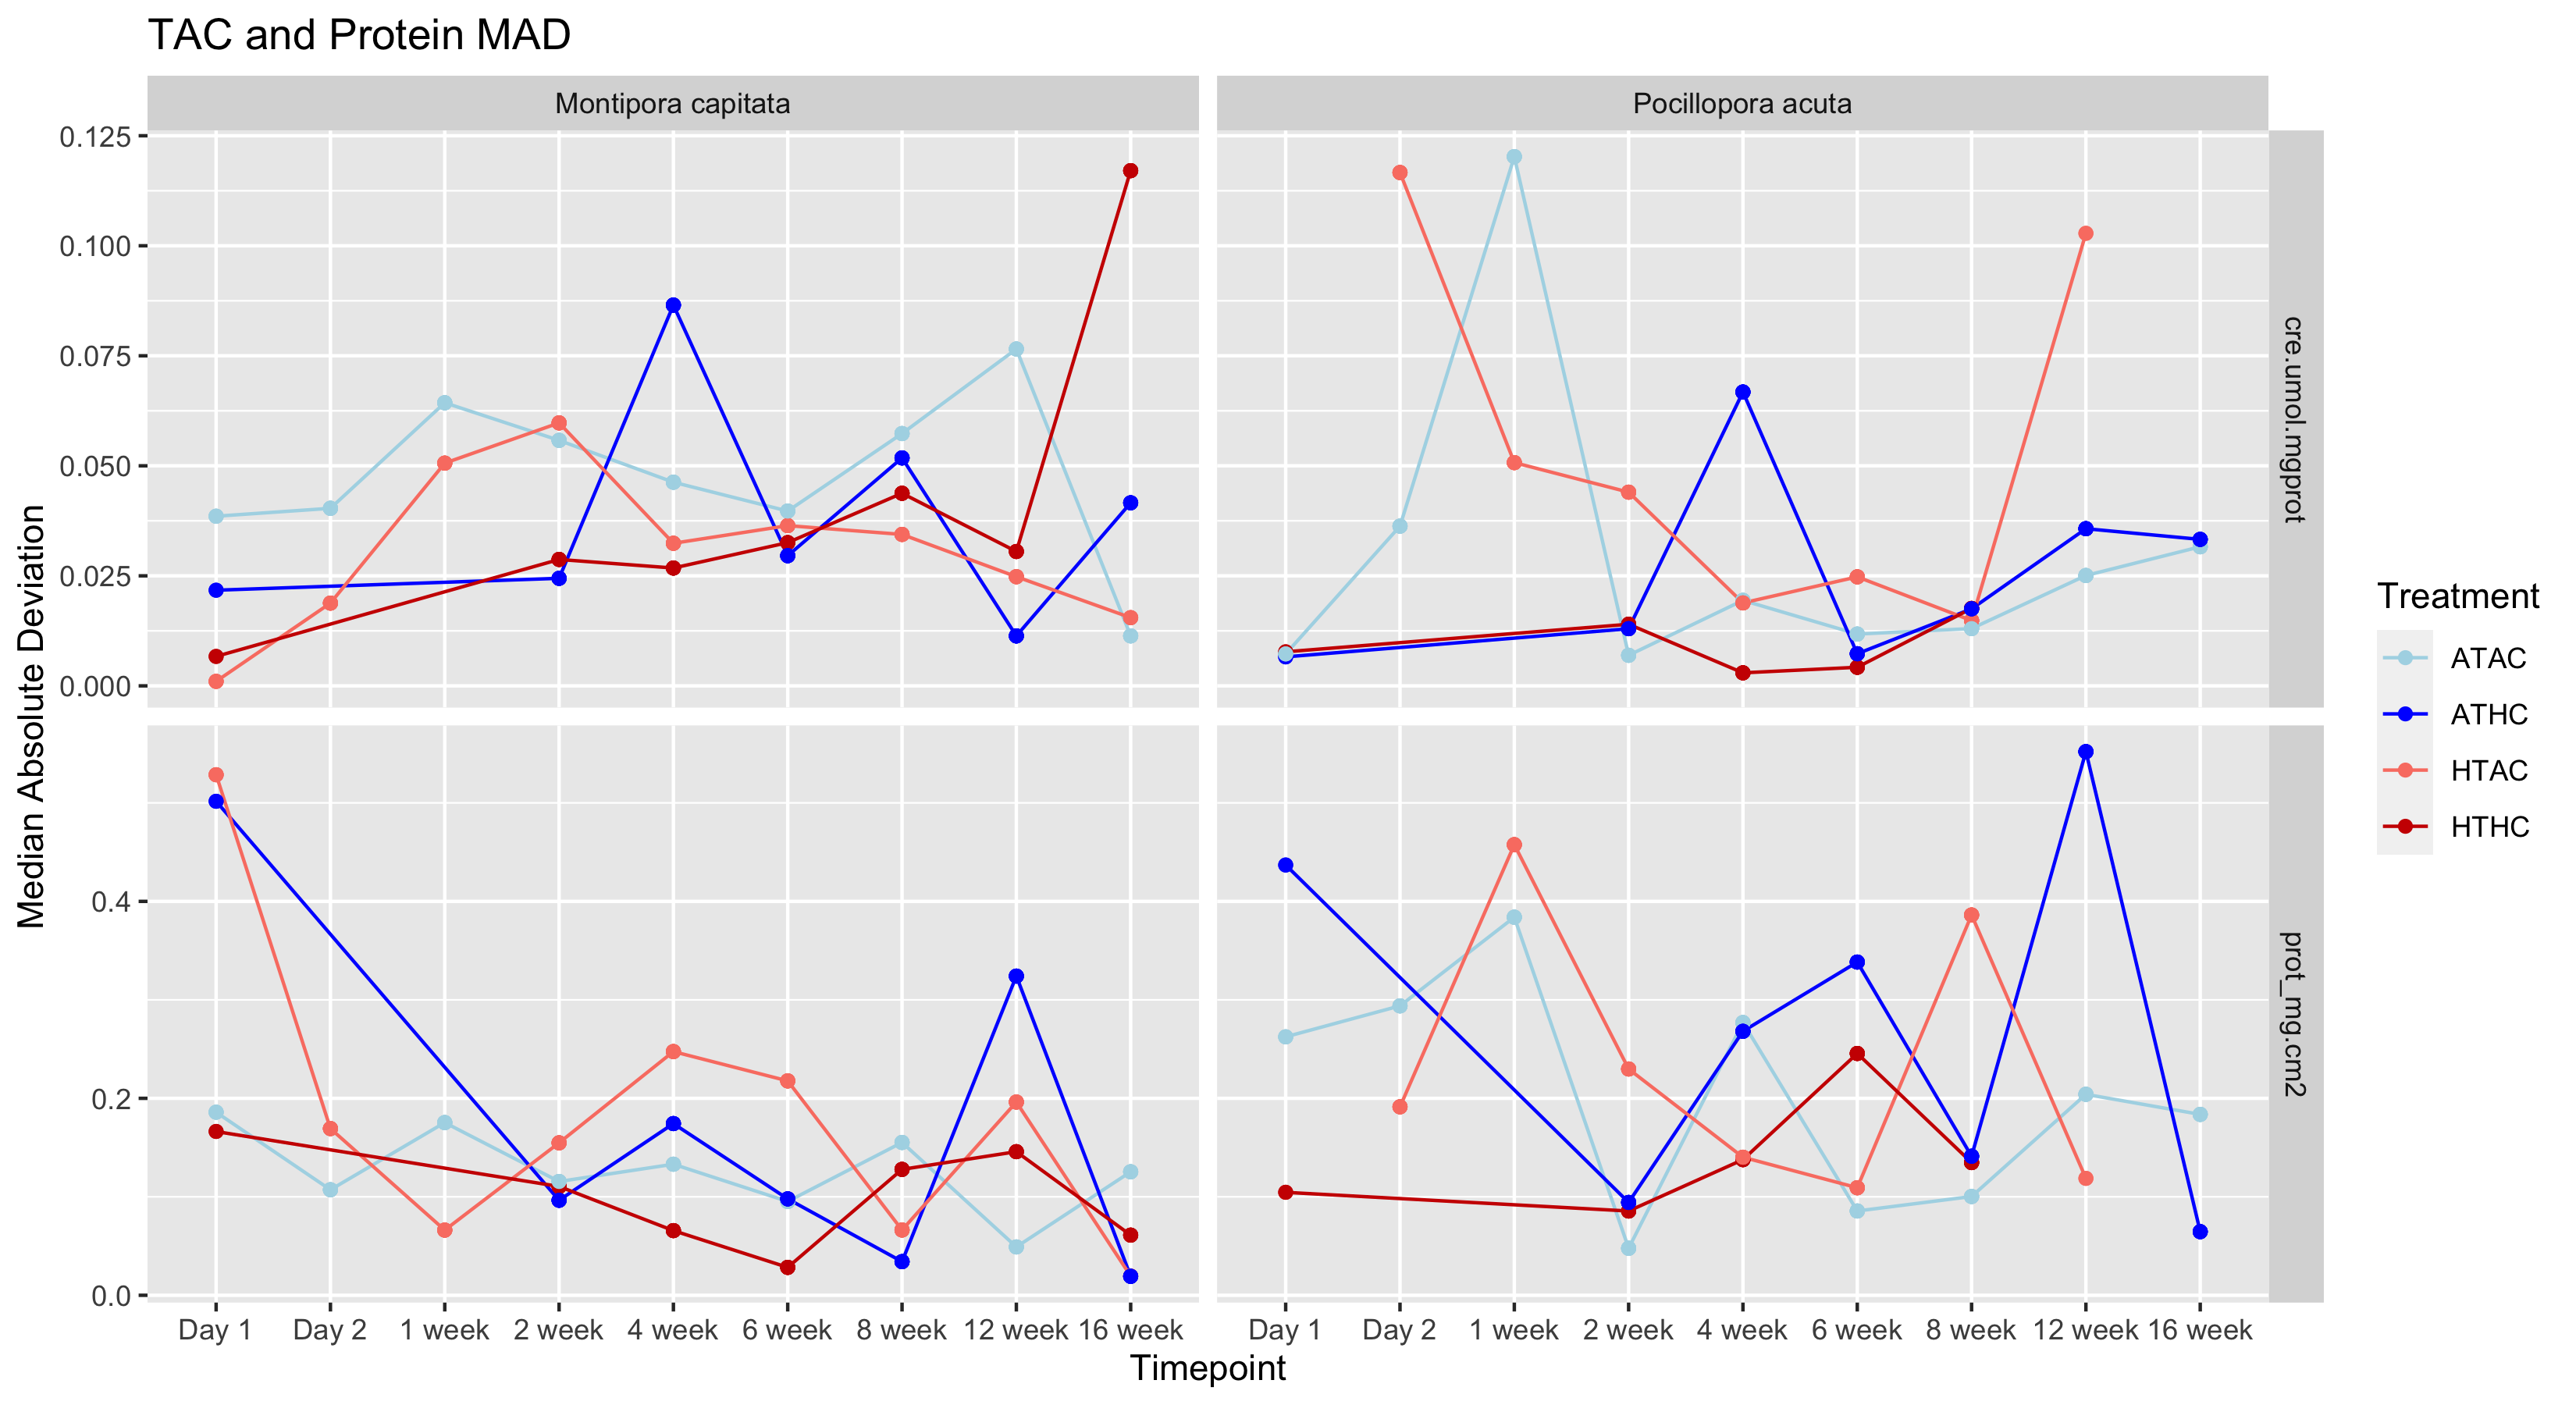 TAC and Protein MAD
Montipora capitata
Pocillopora acuta
0.125
0.100
0.075
0.050
0.025
0.000
cre.umol.mgprot
0.4
0.2
0.0
prot_mg.cm2
Median Absolute Deviation
Day 1 Day 2 1 week 2 week 4 week 6 week 8 week 12 week 16 week
Day 1 Day 2 1 week 2 week 4 week 6 week 8 week 12 week 16 week
Timepoint
Treatment
ATAC
ATHC
HTAC
HTHC